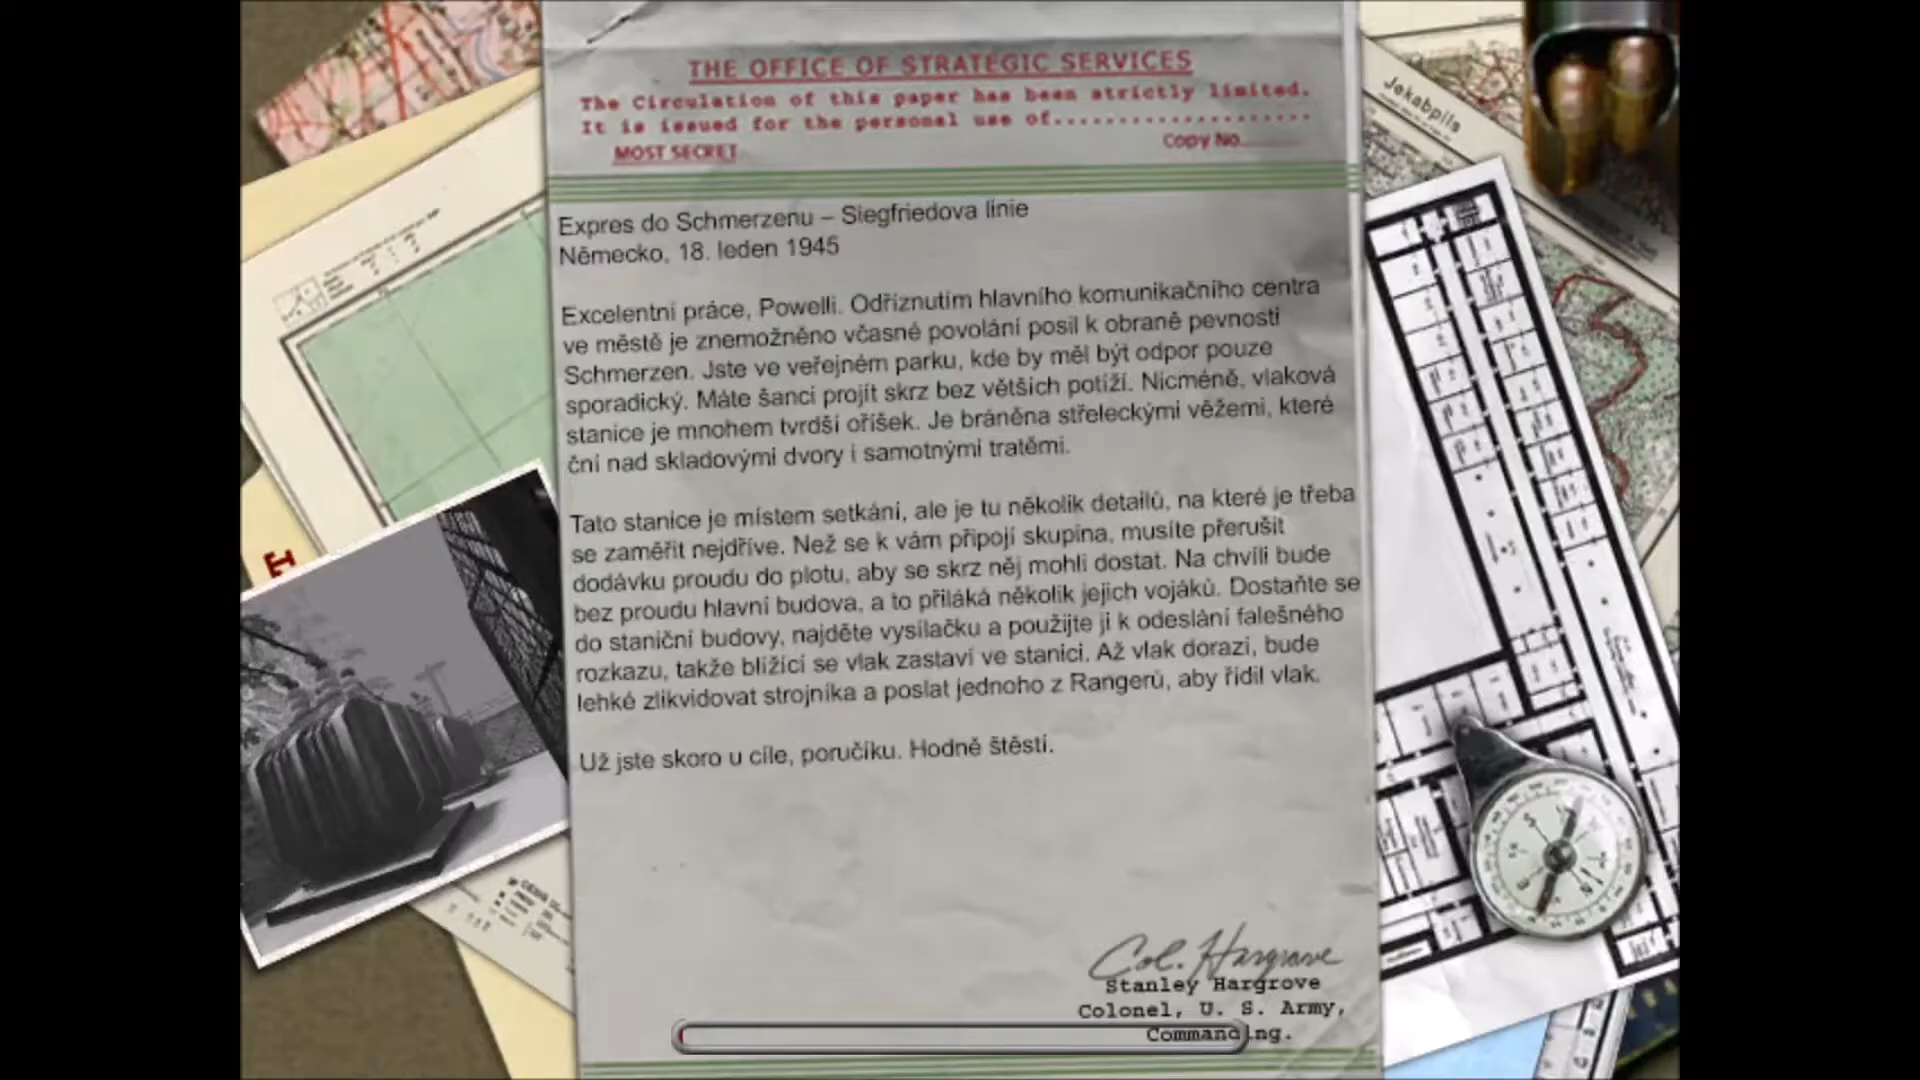 THE OFFICE OF STRATEGIC SERVICES
The Circulation of this paper has been strictly limited.
It is issued for the personal use of....................
MOST SECRET
Copy No.........
Jekabpils
Expres do Schmerzenu – Siegfriedova linie
Německo, 18. leden 1945
Excelentní práce, Powelli. Odříznutím hlavního komunikačního centra
ve městě je znemožněno včasné povolání posil k obraně pevnosti
Schmerzen. Jste ve veřejném parku, kde by měl být odpor pouze
sporadický. Máte šanci projít skrz bez větších potíží. Nicméně, vlaková
stanice je mnohem tvrdší oříšek. Je bráněna střeleckými věžemi, které
ční nad skladovými dvory i samotnými tratěmi.
Tato stanice je místem setkání, ale je tu několik detailů, na které je třeba
se zaměřit nejdříve. Než se k vám připojí skupina, musíte přerušit
dodávku proudu do plotu, aby se skrz něj mohli dostat. Na chvíli bude
bez proudu hlavní budova, a to přiláká několik jejich vojáků. Dostaňte se
do staniční budovy, najděte vysílačku a použijte ji k odeslání falešného
rozkazu, takže blížící se vlak zastaví ve stanici. Až vlak dorazí, bude
lehké zlikvidovat strojníka a poslat jednoho z Rangerů, aby řídil vlak.
Už jste skoro u cíle, poručíku. Hodně štěstí.
Col. Hargrove
Stanley Hargrove
Colonel, U. S. Army,
Commanding.